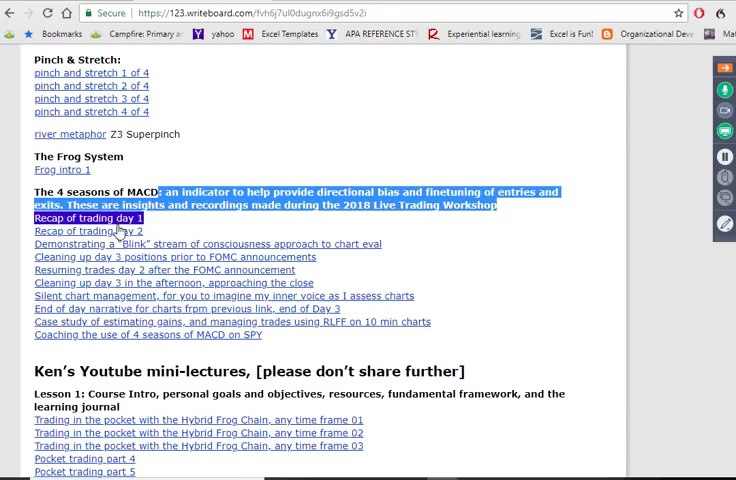 Secure https://123.writeboard.com/fvh6j7ul0dugnx6i9gsd5v2i
Bookmarks Campfire: Primary a yahoo Excel Templates APA REFERENCE ST Experiential learning Excel is Fun! Organizational Deve Mat
Pinch & Stretch:
pinch and stretch 1 of 4
pinch and stretch 2 of 4
pinch and stretch 3 of 4
pinch and stretch 4 of 4
river metaphor Z3 Superpinch
The Frog System
Frog intro 1
The 4 seasons of MACD: an indicator to help provide directional bias and finetuning of entries and
exits. These are insights and recordings made during the 2018 Live Trading Workshop
Recap of trading day 1
Recap of trading day 2
Demonstrating a "Blink" stream of consciousness approach to chart eval
Cleaning up day 3 positions prior to FOMC announcements
Resuming trades day 2 after the FOMC announcement
Cleaning up day 3 in the afternoon, approaching the close
Silent chart management, for you to imagine my inner voice as I assess charts
End of day narrative for charts frpm previous link, end of Day 3
Case study of estimating gains, and managing trades using RLFF on 10 min charts
Coaching the use of 4 seasons of MACD on SPY
Ken's Youtube mini-lectures, [please don't share further]
Lesson 1: Course Intro, personal goals and objectives, resources, fundamental framework, and the
learning journal
Trading in the pocket with the Hybrid Frog Chain, any time frame 01
Trading in the pocket with the Hybrid Frog Chain, any time frame 02
Trading in the pocket with the Hybrid Frog Chain, any time frame 03
Pocket trading part 4
Pocket trading part 5